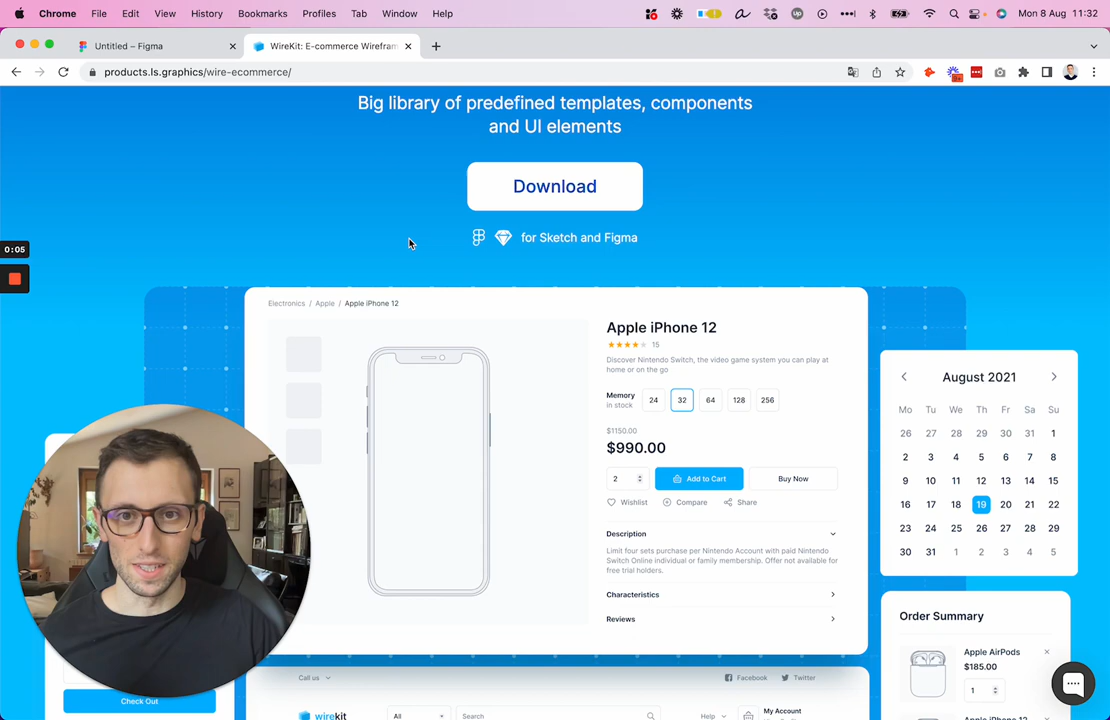 Chrome File Edit View History Bookmarks Profiles Tab Window Help Mon 8 Aug 11:32
Untitled – Figma
WireKit: E-commerce Wirefram
products.ls.graphics/wire-ecommerce/
9+
Big library of predefined templates, components
and UI elements
Download
for Sketch and Figma
0:05
Electronics / Apple / Apple iPhone 12
Apple iPhone 12
15
Discover Nintendo Switch, the video game system you can play at
home or on the go
Memory
in stock
24 32 64 128 256
$1150.00
$990.00
2
Add to Cart
Buy Now
Wishlist
Compare
Share
Description
Limit four sets purchase per Nintendo Account with paid Nintendo
Switch Online individual or family membership. Offer not available for
free trial holders.
Characteristics
Reviews
August 2021
Mo Tu We Th Fr Sa Su
26 27 28 29 30 31 1
2 3 4 5 6 7 8
9 10 11 12 13 14 15
16 17 18 19 20 21 22
23 24 25 26 27 28 29
30 31 1 2 3 4 5
Order Summary
Apple AirPods
$185.00
1
Check Out
Call us
Facebook
Twitter
wirekit
All
Search
Help
My Account